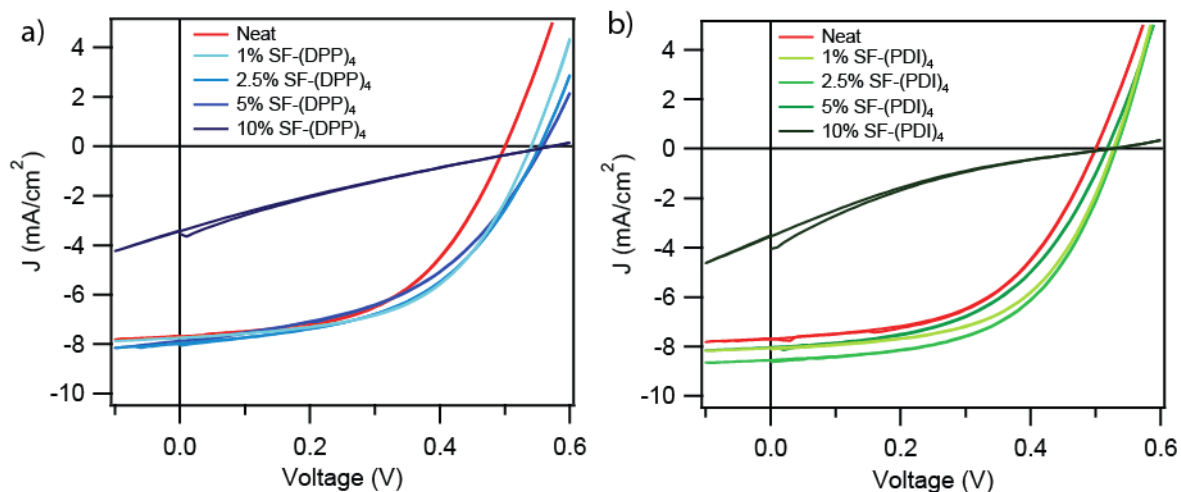 a)
Neat
1% SF-(DPP)₄
2.5% SF-(DPP)₄
5% SF-(DPP)₄
10% SF-(DPP)₄
4
2
0
-2
-4
-6
-8
-10
J (mA/cm²)
0.0 0.2 0.4 0.6
Voltage (V)
b)
Neat
1% SF-(PDI)₄
2.5% SF-(PDI)₄
5% SF-(PDI)₄
10% SF-(PDI)₄
4
2
0
-2
-4
-6
-8
-10
J (mA/cm²)
0.0 0.2 0.4 0.6
Voltage (V)